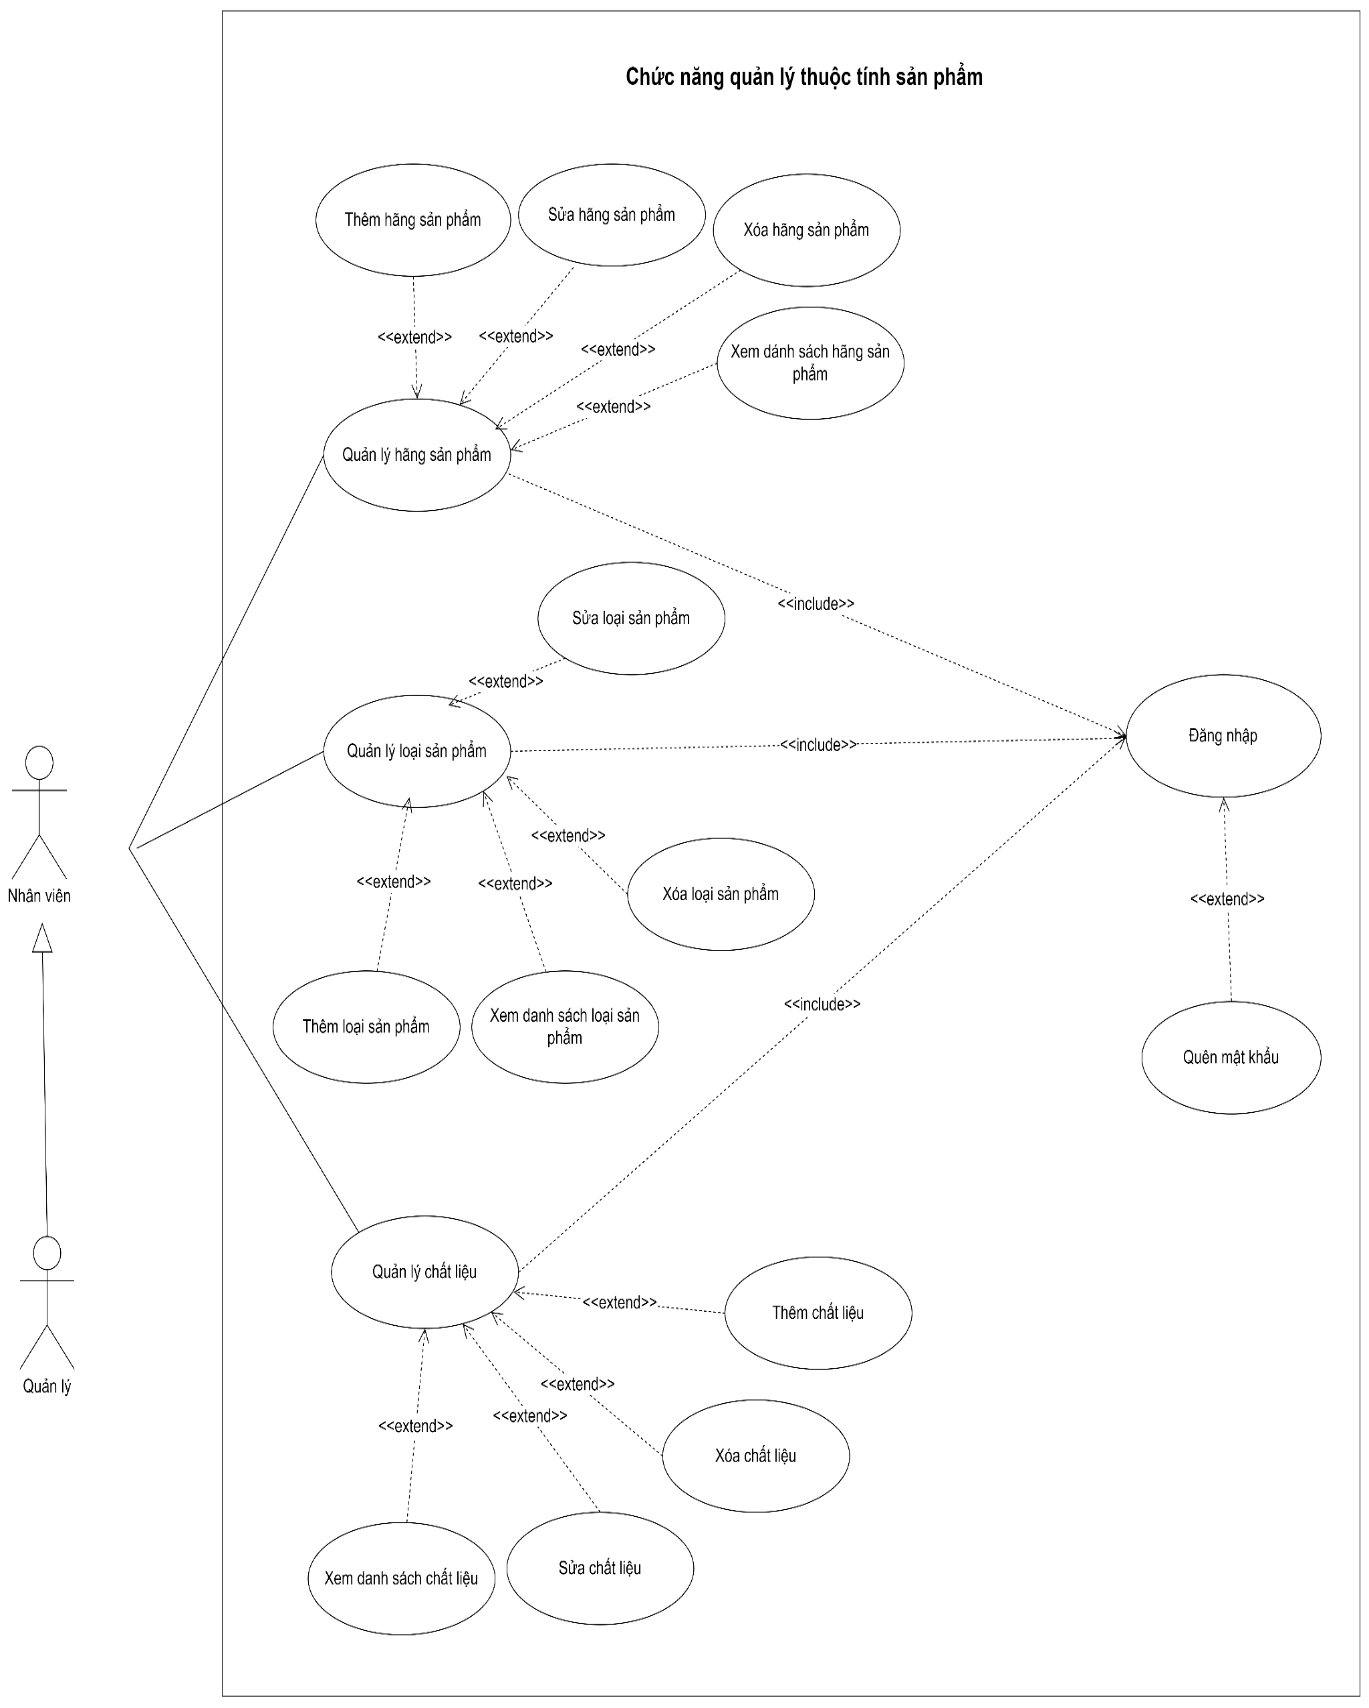 Chức năng quản lý thuộc tính sản phẩm
Thêm hãng sản phẩm
Sửa hãng sản phẩm
Xóa hãng sản phẩm
<<extend>>
<<extend>>
<<extend>>
Xem dánh sách hãng sản
phẩm
<<extend>>
Quản lý hãng sản phẩm
<<include>>
Sửa loại sản phẩm
<<extend>>
Quản lý loại sản phẩm
<<include>>
Đăng nhập
<<extend>>
<<extend>>
<<extend>>
Xóa loại sản phẩm
Nhân viên
<<extend>>
Thêm loại sản phẩm
Xem danh sách loại sản
phẩm
<<include>>
Quên mật khẩu
Quản lý chất liệu
<<extend>>
Thêm chất liệu
Quản lý
<<extend>>
<<extend>>
<<extend>>
Xóa chất liệu
Xem danh sách chất liệu
Sửa chất liệu